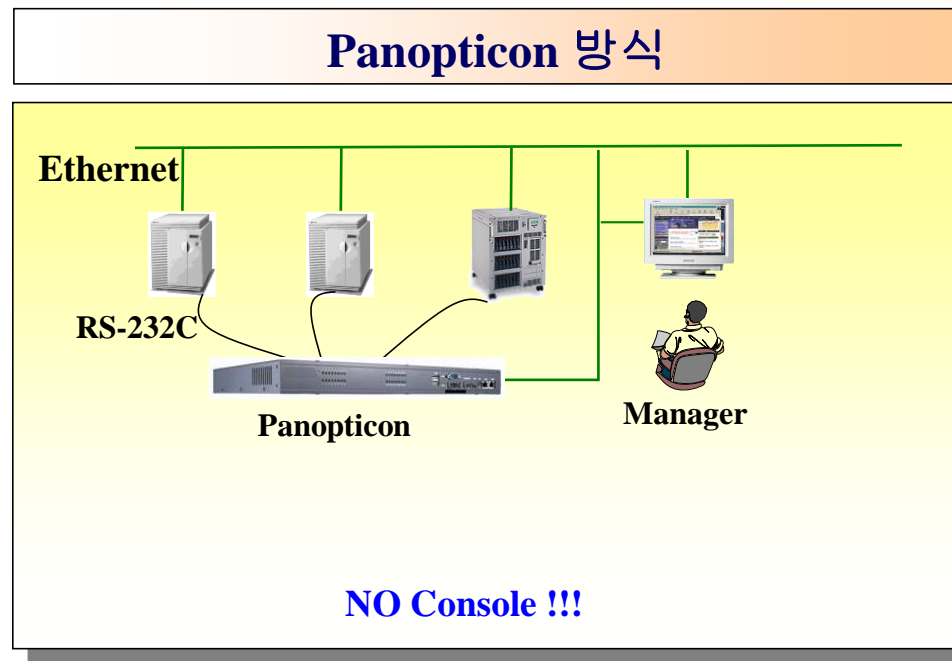 Panopticon 방식
Ethernet
RS-232C
Panopticon
Manager
NO Console !!!